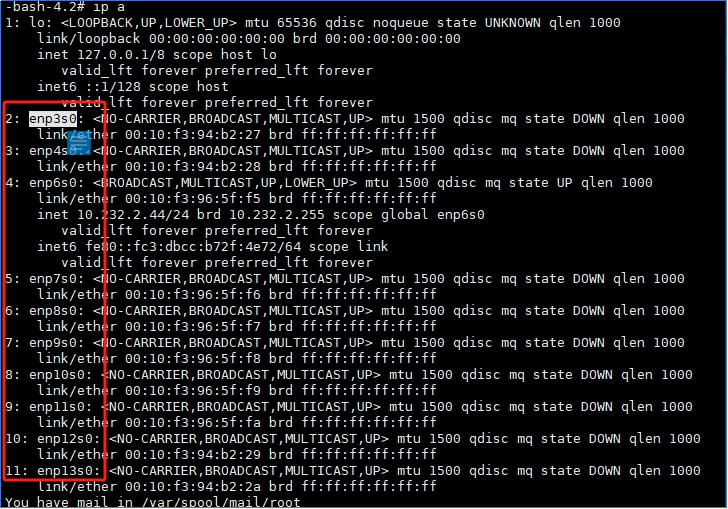 -bash-4.2# ip a
1: lo: <LOOPBACK,UP,LOWER_UP> mtu 65536 qdisc noqueue state UNKNOWN qlen 1000
    link/loopback 00:00:00:00:00:00 brd 00:00:00:00:00:00
    inet 127.0.0.1/8 scope host lo
       valid_lft forever preferred_lft forever
    inet6 ::1/128 scope host
       valid_lft forever preferred_lft forever
2: enp3s0: <NO-CARRIER,BROADCAST,MULTICAST,UP> mtu 1500 qdisc mq state DOWN qlen 1000
    link/ether 00:10:f3:94:b2:27 brd ff:ff:ff:ff:ff:ff
3: enp4s0: <NO-CARRIER,BROADCAST,MULTICAST,UP> mtu 1500 qdisc mq state DOWN qlen 1000
    link/ether 00:10:f3:94:b2:28 brd ff:ff:ff:ff:ff:ff
4: enp6s0: <BROADCAST,MULTICAST,UP,LOWER_UP> mtu 1500 qdisc mq state UP qlen 1000
    link/ether 00:10:f3:96:5f:f5 brd ff:ff:ff:ff:ff:ff
    inet 10.232.2.44/24 brd 10.232.2.255 scope global enp6s0
       valid_lft forever preferred_lft forever
    inet6 fe80::fc3:dbcc:b72f:4e72/64 scope link
       valid_lft forever preferred_lft forever
5: enp7s0: <NO-CARRIER,BROADCAST,MULTICAST,UP> mtu 1500 qdisc mq state DOWN qlen 1000
    link/ether 00:10:f3:96:5f:f6 brd ff:ff:ff:ff:ff:ff
6: enp8s0: <NO-CARRIER,BROADCAST,MULTICAST,UP> mtu 1500 qdisc mq state DOWN qlen 1000
    link/ether 00:10:f3:96:5f:f7 brd ff:ff:ff:ff:ff:ff
7: enp9s0: <NO-CARRIER,BROADCAST,MULTICAST,UP> mtu 1500 qdisc mq state DOWN qlen 1000
    link/ether 00:10:f3:96:5f:f8 brd ff:ff:ff:ff:ff:ff
8: enp10s0: <NO-CARRIER,BROADCAST,MULTICAST,UP> mtu 1500 qdisc mq state DOWN qlen 1000
    link/ether 00:10:f3:96:5f:f9 brd ff:ff:ff:ff:ff:ff
9: enp11s0: <NO-CARRIER,BROADCAST,MULTICAST,UP> mtu 1500 qdisc mq state DOWN qlen 1000
    link/ether 00:10:f3:96:5f:fa brd ff:ff:ff:ff:ff:ff
10: enp12s0: <NO-CARRIER,BROADCAST,MULTICAST,UP> mtu 1500 qdisc mq state DOWN qlen 1000
    link/ether 00:10:f3:94:b2:29 brd ff:ff:ff:ff:ff:ff
11: enp13s0: <NO-CARRIER,BROADCAST,MULTICAST,UP> mtu 1500 qdisc mq state DOWN qlen 1000
    link/ether 00:10:f3:94:b2:2a brd ff:ff:ff:ff:ff:ff
You have mail in /var/spool/mail/root